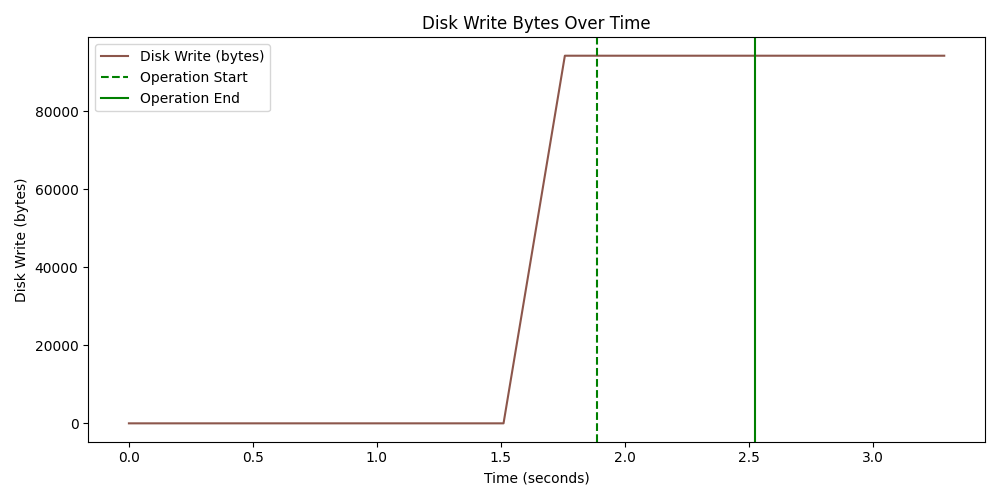 Disk Write Bytes Over Time
Disk Write (bytes)
Operation Start
Operation End
Disk Write (bytes)
80000
60000
40000
20000
0
0.0 0.5 1.0 1.5 2.0 2.5 3.0
Time (seconds)